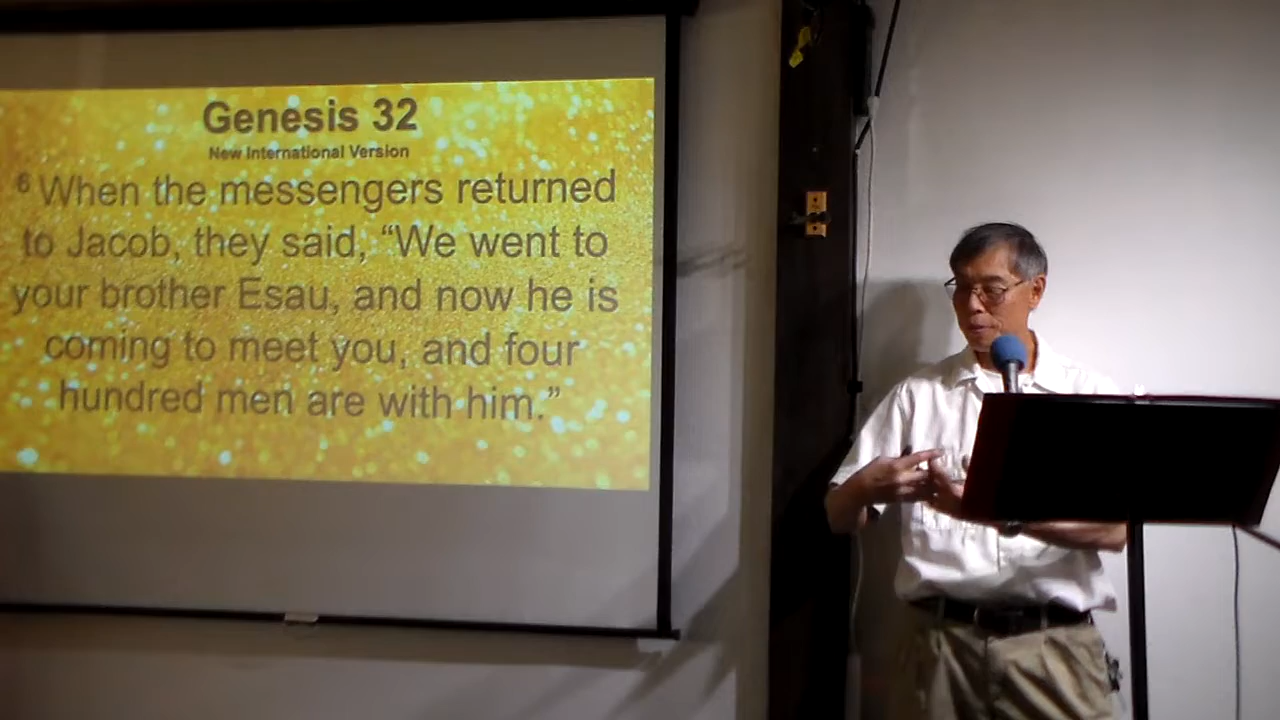 Genesis 32
New International Version
⁶ When the messengers returned
to Jacob, they said, “We went to
your brother Esau, and now he is
coming to meet you, and four
hundred men are with him.”